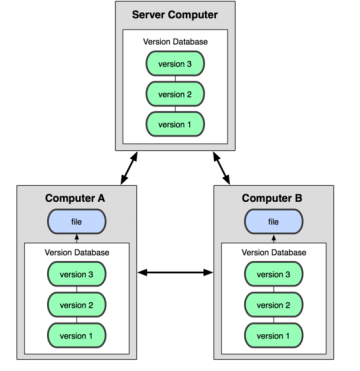 Server Computer
Version Database
version 3
version 2
version 1
Computer A
file
Version Database
version 3
version 2
version 1
Computer B
file
Version Database
version 3
version 2
version 1